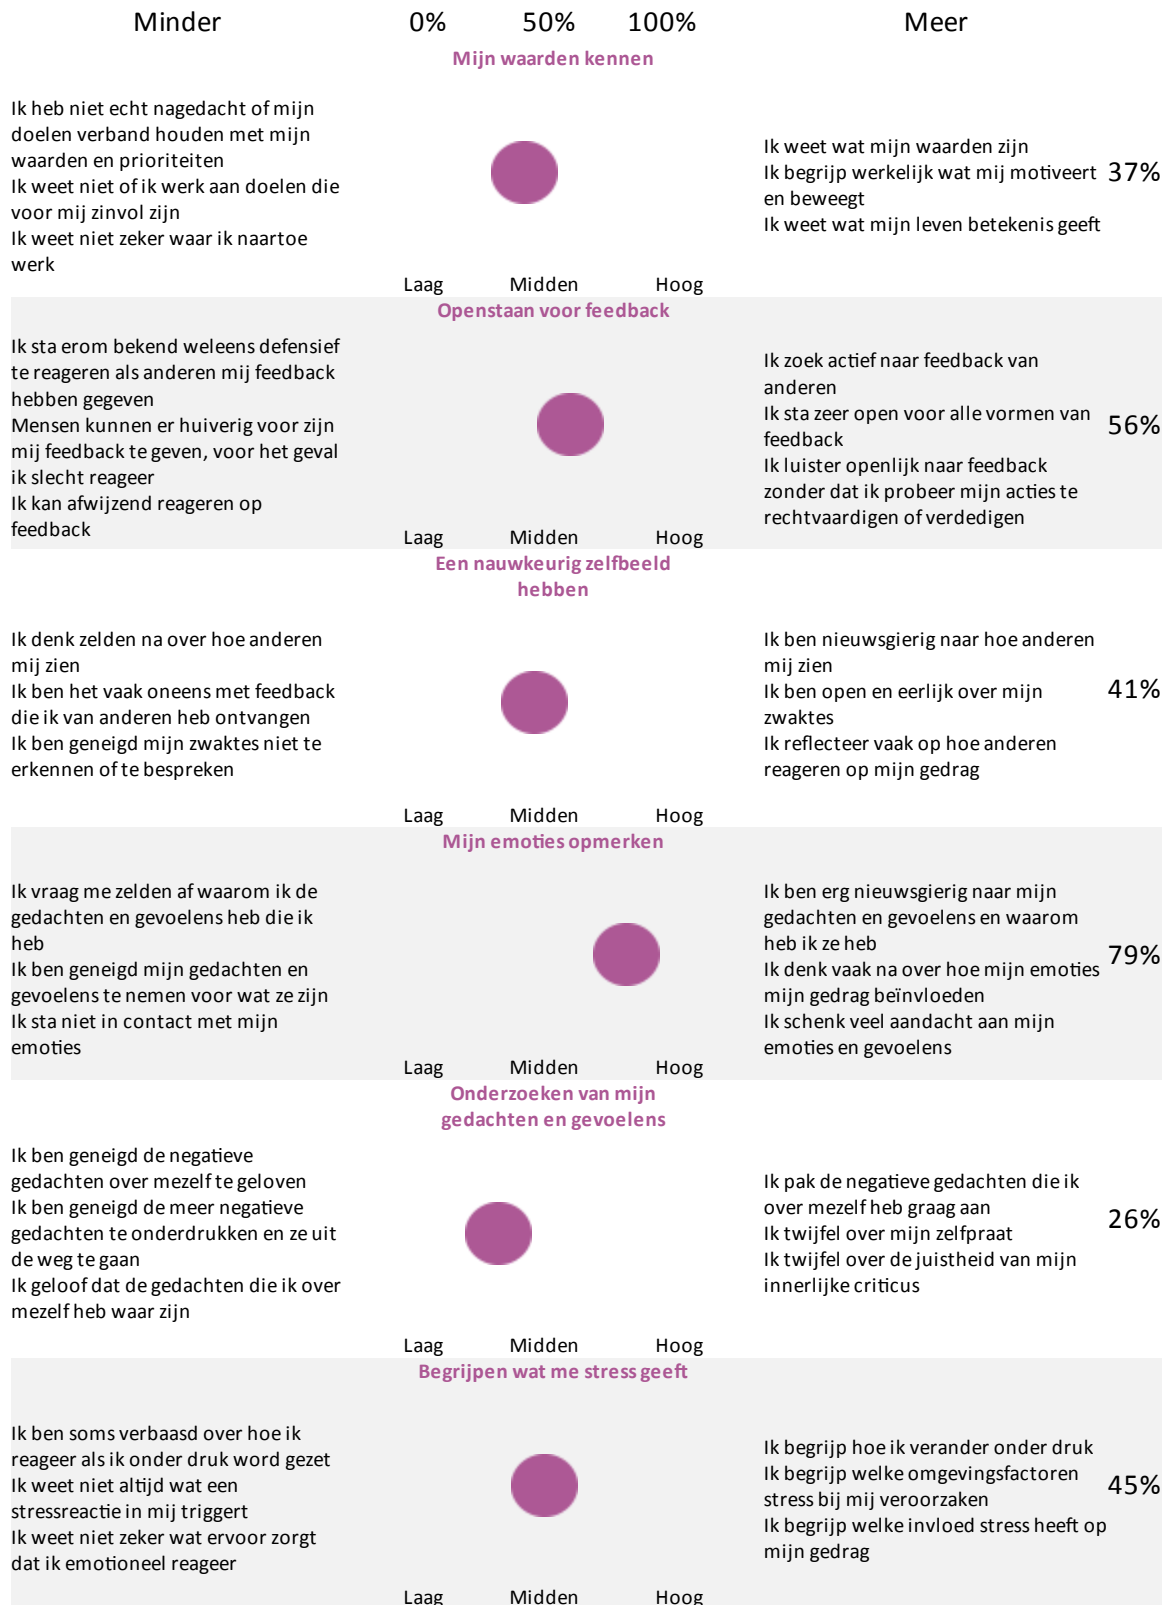 Minder 0% 50% 100% Meer
Mijn waarden kennen
Ik heb niet echt nagedacht of mijn
doelen verband houden met mijn
waarden en prioriteiten
Ik weet niet of ik werk aan doelen die
voor mij zinvol zijn
Ik weet niet zeker waar ik naartoe
werk
Ik weet wat mijn waarden zijn
Ik begrijp werkelijk wat mij motiveert
en beweegt
Ik weet wat mijn leven betekenis geeft
37%
Laag Midden Hoog
Openstaan voor feedback
Ik sta erom bekend weleens defensief
te reageren als anderen mij feedback
hebben gegeven
Mensen kunnen er huiverig voor zijn
mij feedback te geven, voor het geval
ik slecht reageer
Ik kan afwijzend reageren op
feedback
Ik zoek actief naar feedback van
anderen
Ik sta zeer open voor alle vormen van
feedback
Ik luister openlijk naar feedback
zonder dat ik probeer mijn acties te
rechtvaardigen of verdedigen
56%
Laag Midden Hoog
Een nauwkeurig zelfbeeld
hebben
Ik denk zelden na over hoe anderen
mij zien
Ik ben het vaak oneens met feedback
die ik van anderen heb ontvangen
Ik ben geneigd mijn zwaktes niet te
erkennen of te bespreken
Ik ben nieuwsgierig naar hoe anderen
mij zien
Ik ben open en eerlijk over mijn
zwaktes
Ik reflecteer vaak op hoe anderen
reageren op mijn gedrag
41%
Laag Midden Hoog
Mijn emoties opmerken
Ik vraag me zelden af waarom ik de
gedachten en gevoelens heb die ik
heb
Ik ben geneigd mijn gedachten en
gevoelens te nemen voor wat ze zijn
Ik sta niet in contact met mijn
emoties
Ik ben erg nieuwsgierig naar mijn
gedachten en gevoelens en waarom
heb ik ze heb
Ik denk vaak na over hoe mijn emoties
mijn gedrag beïnvloeden
Ik schenk veel aandacht aan mijn
emoties en gevoelens
79%
Laag Midden Hoog
Onderzoeken van mijn
gedachten en gevoelens
Ik ben geneigd de negatieve
gedachten over mezelf te geloven
Ik ben geneigd de meer negatieve
gedachten te onderdrukken en ze uit
de weg te gaan
Ik geloof dat de gedachten die ik over
mezelf heb waar zijn
Ik pak de negatieve gedachten die ik
over mezelf heb graag aan
Ik twijfel over mijn zelfpraat
Ik twijfel over de juistheid van mijn
innerlijke criticus
26%
Laag Midden Hoog
Begrijpen wat me stress geeft
Ik ben soms verbaasd over hoe ik
reageer als ik onder druk word gezet
Ik weet niet altijd wat een
stressreactie in mij triggert
Ik weet niet zeker wat ervoor zorgt
dat ik emotioneel reageer
Ik begrijp hoe ik verander onder druk
Ik begrijp welke omgevingsfactoren
stress bij mij veroorzaken
Ik begrijp welke invloed stress heeft op
mijn gedrag
45%
Laag Midden Hoog